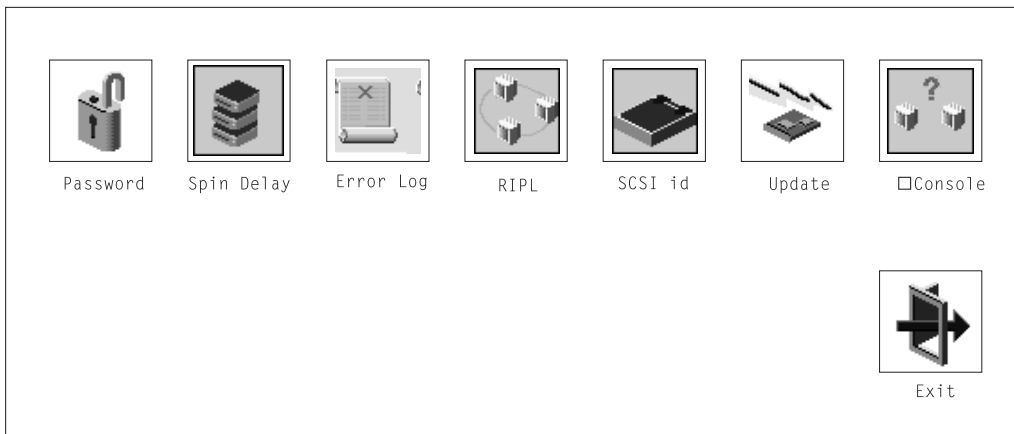 Password
Spin Delay
Error Log
RIPL
SCSI id
Update
□Console
?
Exit